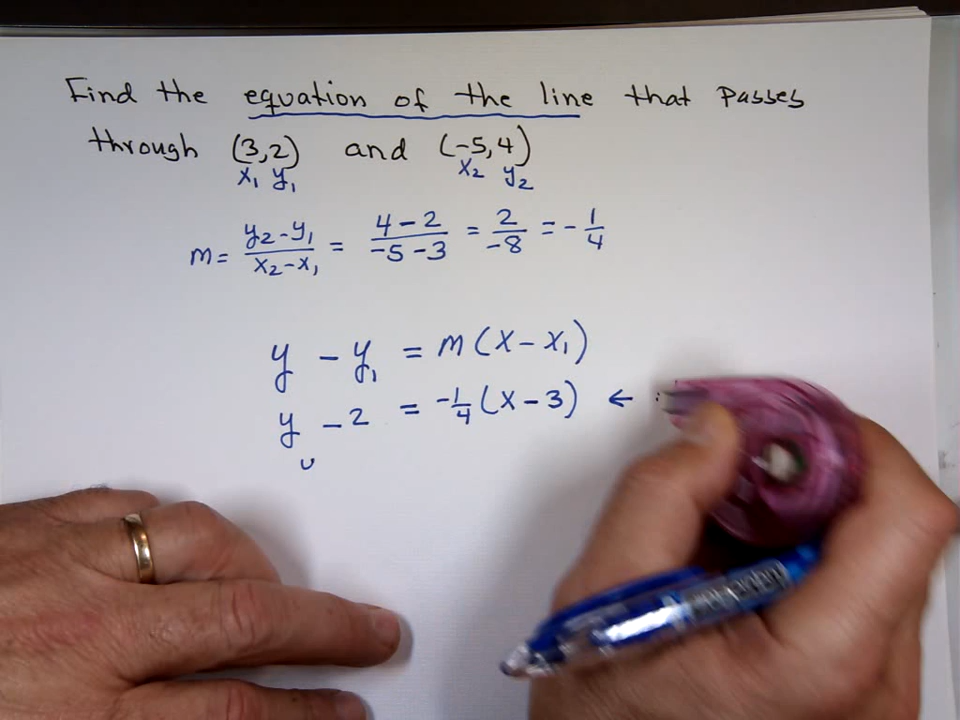 Find the equation of the line that passes
through (3,2) and (-5,4)
x₁ y₁ x₂ y₂
m = y₂-y₁/x₂-x₁ = 4-2/-5-3 = 2/-8 = -1/4
y - y₁ = m(x - x₁)
y - 2 = -1/4(x - 3) ←